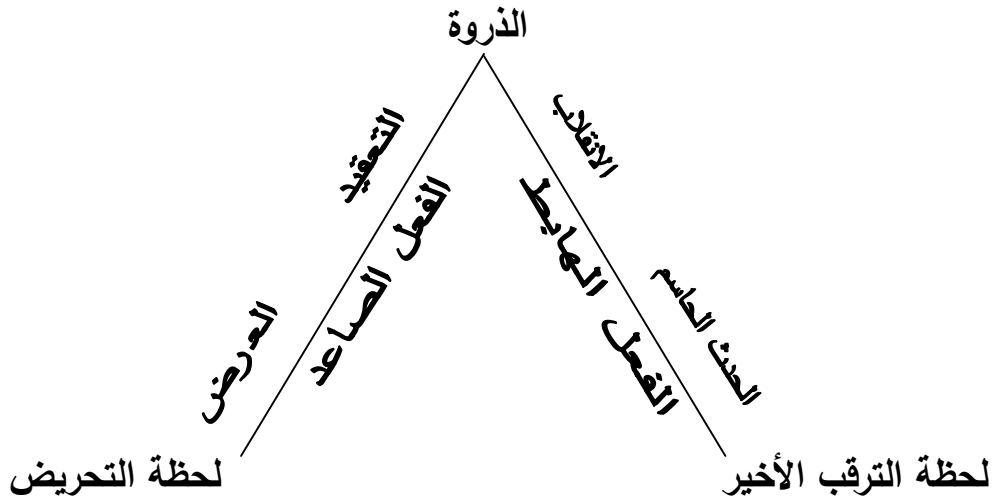 الذروة
التعقيد
الانقلاب
الفعل الصاعد
الفعل الهابط
العرض
الحدث الحاسم
لحظة التحريض
لحظة الترقب الأخير